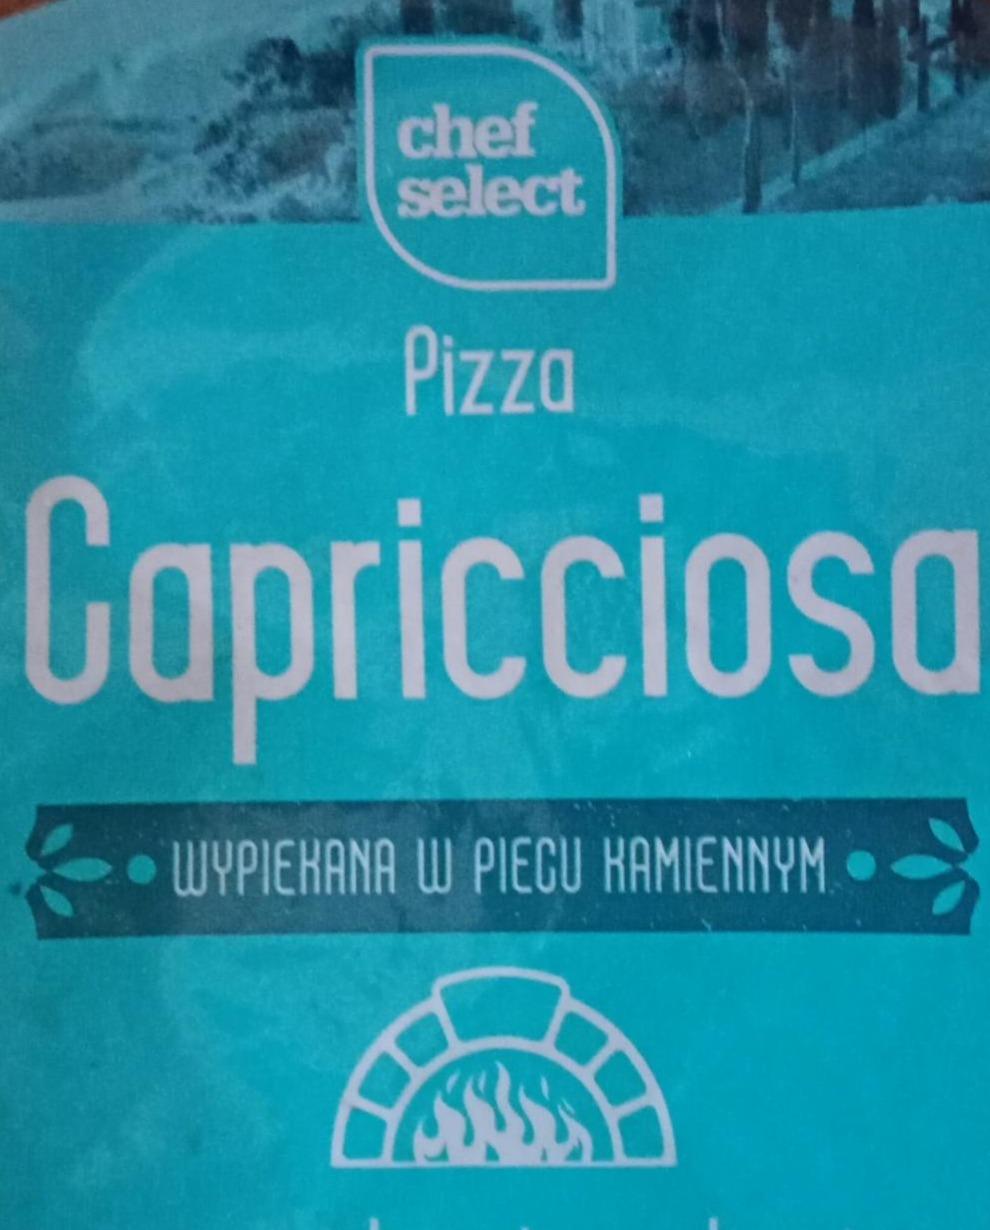 chef
select
Pizza
Capricciosa
WYPIEKANA W PIECU KAMIENNYM